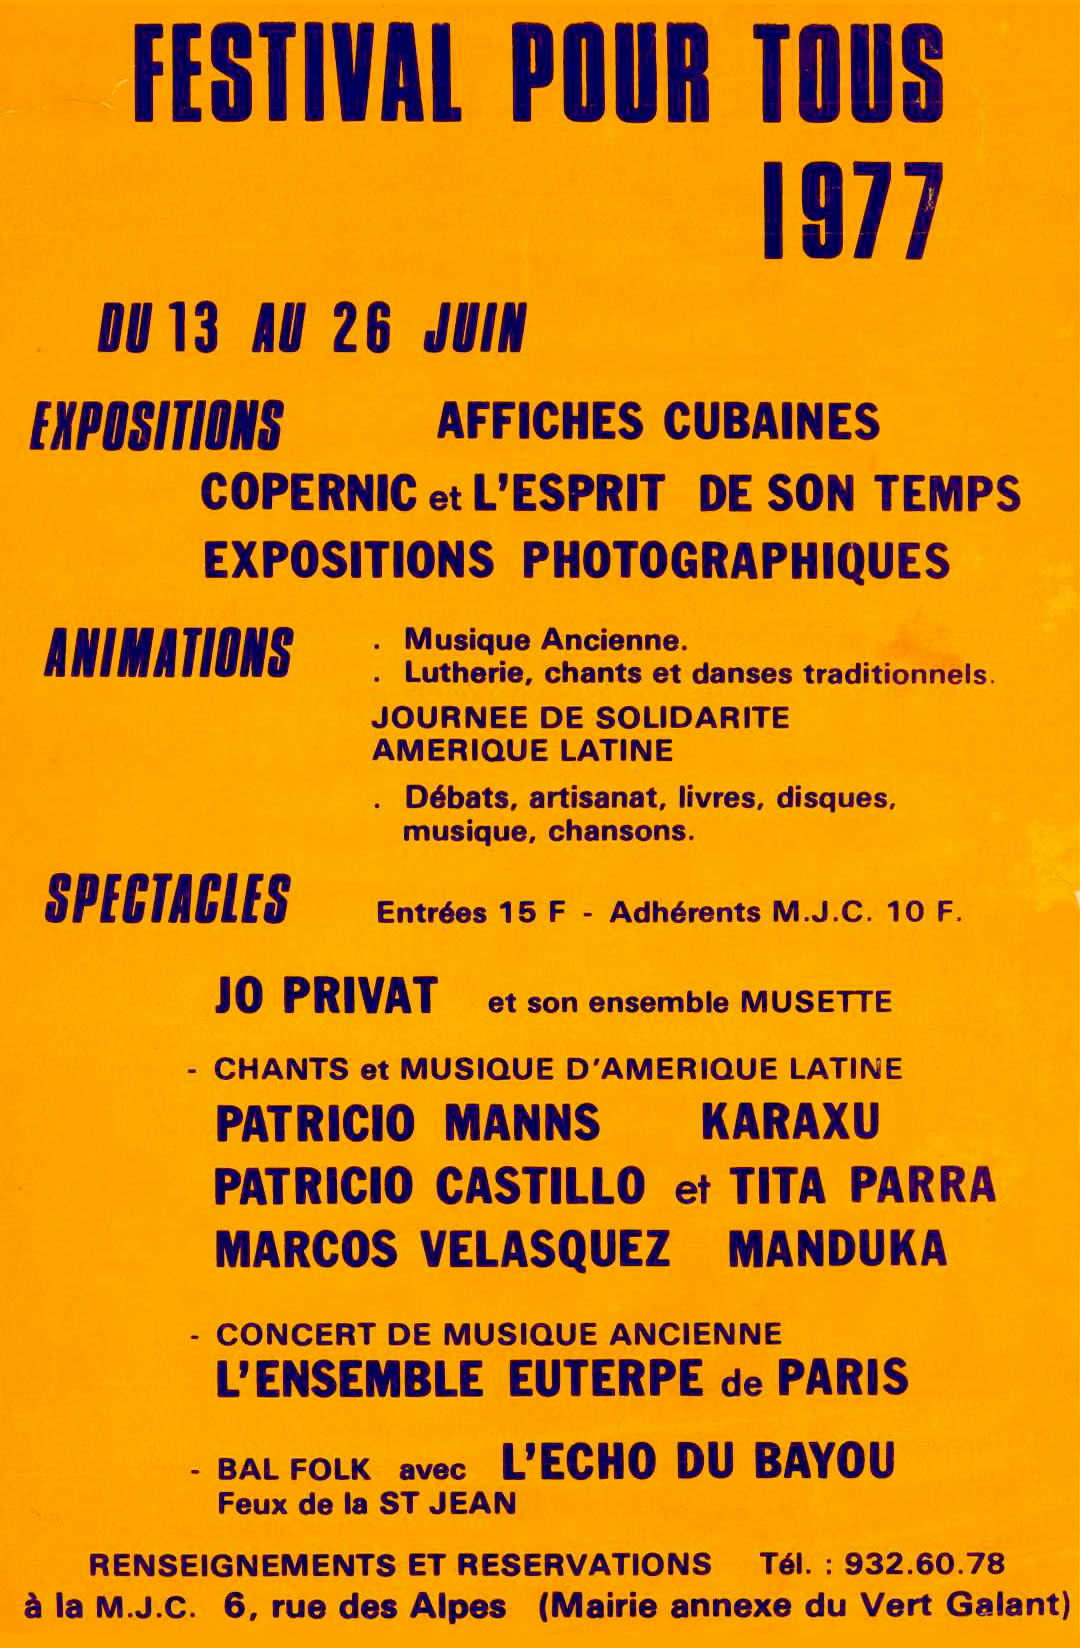 FESTIVAL POUR TOUS
1977
DU 13 AU 26 JUIN
EXPOSITIONS AFFICHES CUBAINES
COPERNIC et L'ESPRIT DE SON TEMPS
EXPOSITIONS PHOTOGRAPHIQUES
ANIMATIONS . Musique Ancienne.
. Lutherie, chants et danses traditionnels.
JOURNEE DE SOLIDARITE
AMERIQUE LATINE
. Débats, artisanat, livres, disques,
musique, chansons.
SPECTACLES Entrées 15 F - Adhérents M.J.C. 10 F.
JO PRIVAT et son ensemble MUSETTE
- CHANTS et MUSIQUE D'AMERIQUE LATINE
PATRICIO MANNS KARAXU
PATRICIO CASTILLO et TITA PARRA
MARCOS VELASQUEZ MANDUKA
- CONCERT DE MUSIQUE ANCIENNE
L'ENSEMBLE EUTERPE de PARIS
- BAL FOLK avec L'ECHO DU BAYOU
Feux de la ST JEAN
RENSEIGNEMENTS ET RESERVATIONS Tél. : 932.60.78
à la M.J.C. 6, rue des Alpes (Mairie annexe du Vert Galant)